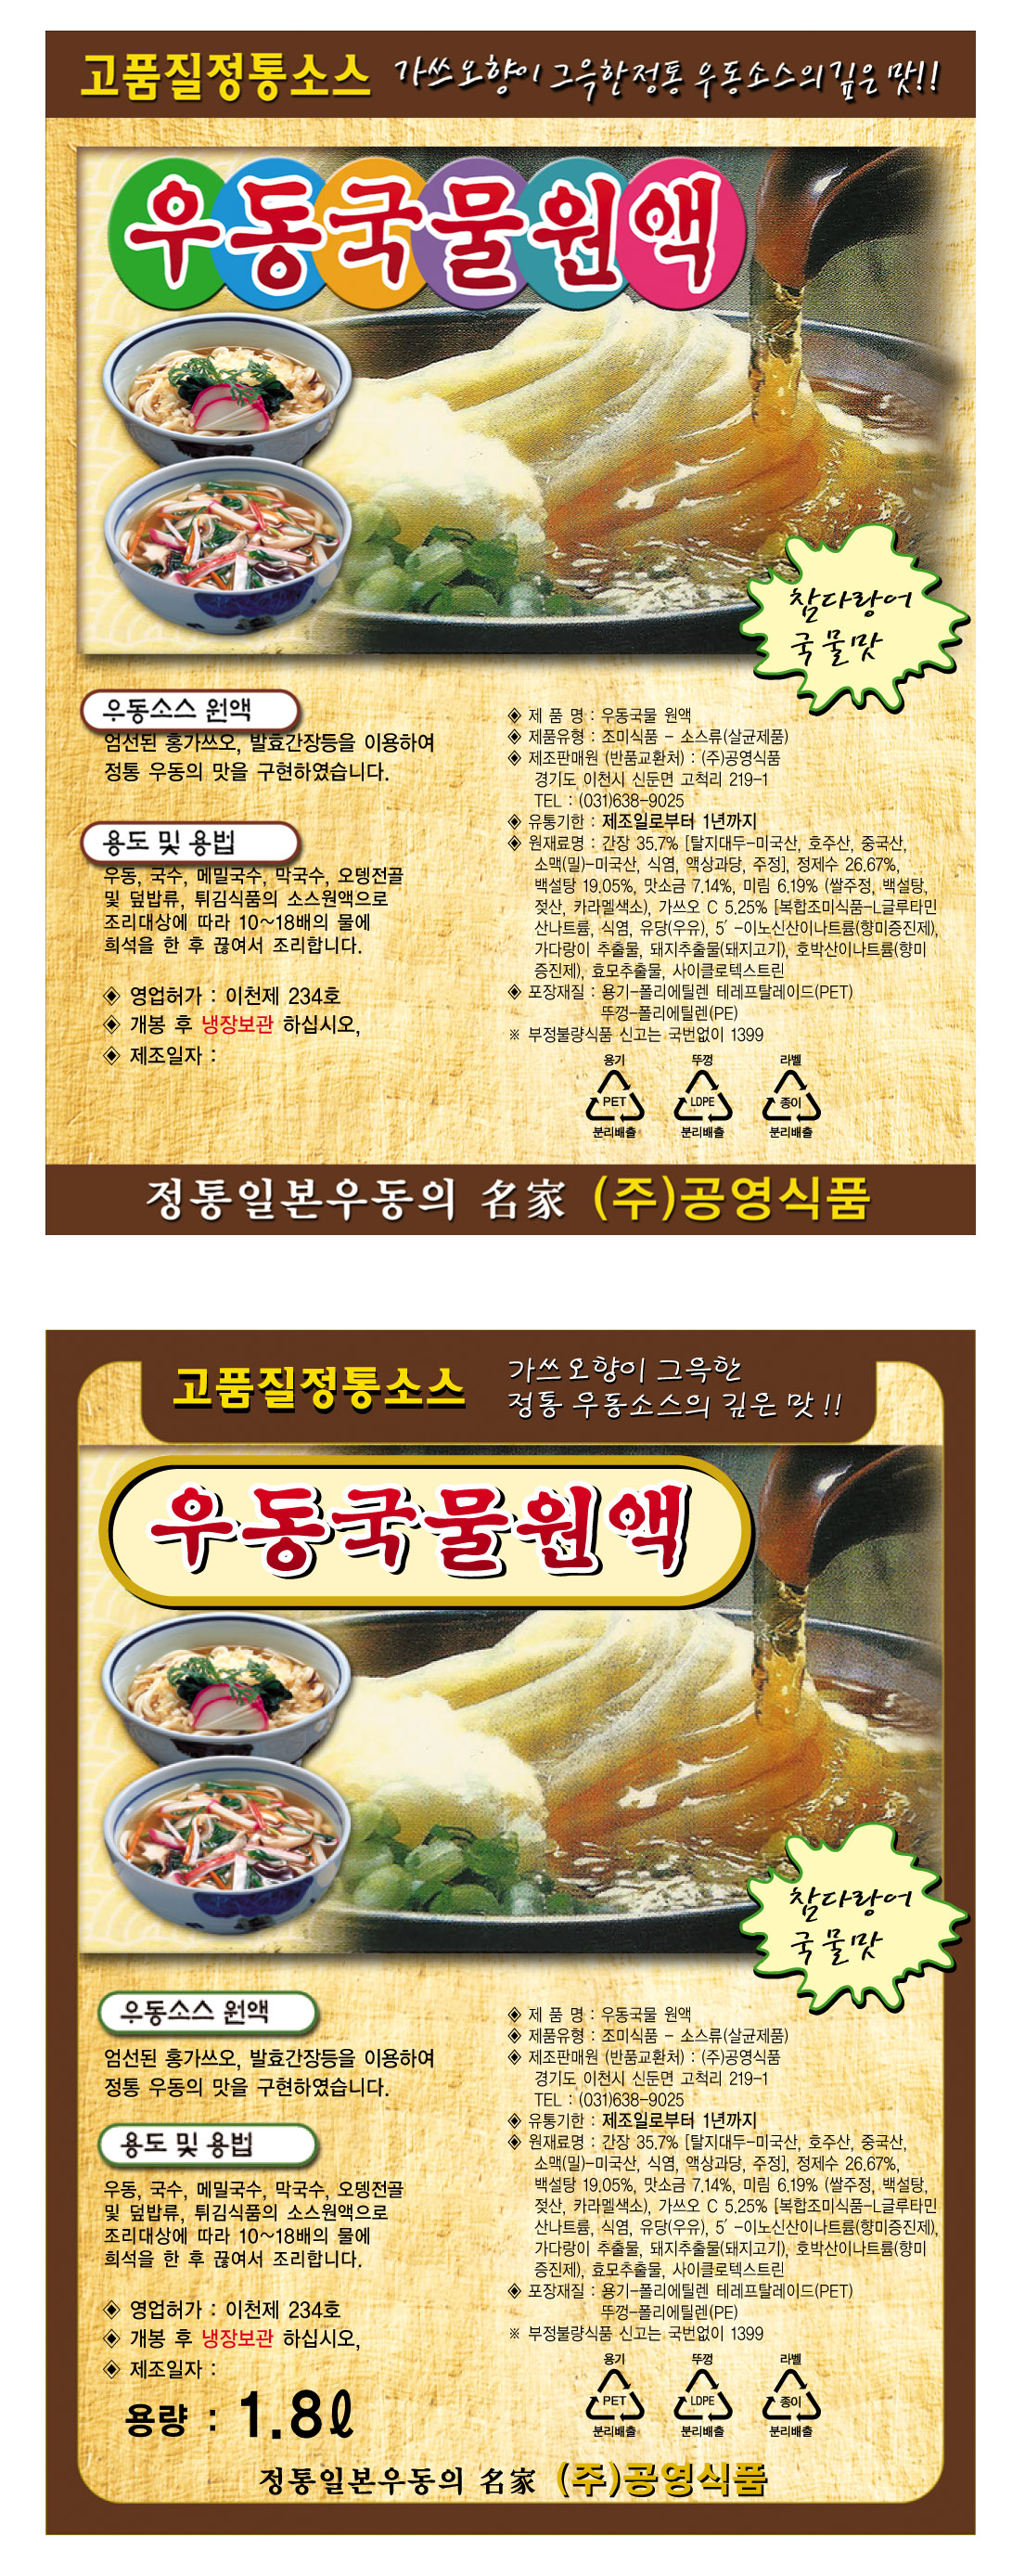 고품질정통소스 가쓰오향이 그윽한정통 우동소스의깊은 맛!!
우동국물원액
참다랑어
국물맛
우동소스 원액
엄선된 홍가쓰오, 발효간장등을 이용하여
정통 우동의 맛을 구현하였습니다.
용도 및 용법
우동, 국수, 메밀국수, 막국수, 오뎅전골
및 덮밥류, 튀김식품의 소스원액으로
조리대상에 따라 10~18배의 물에
희석을 한 후 끊여서 조리합니다.
◈ 영업허가 : 이천제 234호
◈ 개봉 후 냉장보관 하십시오,
◈ 제조일자 :
◈ 제 품 명 : 우동국물 원액
◈ 제품유형 : 조미식품 - 소스류(살균제품)
◈ 제조판매원 (반품교환처) : (주)공영식품
경기도 이천시 신둔면 고척리 219-1
TEL : (031)638-9025
◈ 유통기한 : 제조일로부터 1년까지
◈ 원재료명 : 간장 35.7% [탈지대두-미국산, 호주산, 중국산,
소맥(밀)-미국산, 식염, 액상과당, 주정], 정제수 26.67%,
백설탕 19.05%, 맛소금 7.14%, 미림 6.19% (쌀주정, 백설탕,
젖산, 카라멜색소), 가쓰오 C 5.25% [복합조미식품-L글루타민
산나트륨, 식염, 유당(우유), 5′-이노신산이나트륨(향미증진제),
가다랑이 추출물, 돼지추출물(돼지고기), 호박산이나트륨(향미
증진제), 효모추출물, 사이클로텍스트린
◈ 포장재질 : 용기-폴리에틸렌 테레프탈레이드(PET)
뚜껑-폴리에틸렌(PE)
※ 부정불량식품 신고는 국번없이 1399
용기 뚜껑 라벨
PET LDPE 종이
분리배출 분리배출 분리배출
정통일본우동의 名家 (주)공영식품
고품질정통소스
가쓰오향이 그윽한
정통 우동소스의 깊은 맛 !!
우동국물원액
참다랑어
국물맛
우동소스 원액
엄선된 홍가쓰오, 발효간장등을 이용하여
정통 우동의 맛을 구현하였습니다.
용도 및 용법
우동, 국수, 메밀국수, 막국수, 오뎅전골
및 덮밥류, 튀김식품의 소스원액으로
조리대상에 따라 10~18배의 물에
희석을 한 후 끊여서 조리합니다.
◈ 영업허가 : 이천제 234호
◈ 개봉 후 냉장보관 하십시오,
◈ 제조일자 :
용량 : 1.8ℓ
◈ 제 품 명 : 우동국물 원액
◈ 제품유형 : 조미식품 - 소스류(살균제품)
◈ 제조판매원 (반품교환처) : (주)공영식품
경기도 이천시 신둔면 고척리 219-1
TEL : (031)638-9025
◈ 유통기한 : 제조일로부터 1년까지
◈ 원재료명 : 간장 35.7% [탈지대두-미국산, 호주산, 중국산,
소맥(밀)-미국산, 식염, 액상과당, 주정], 정제수 26.67%,
백설탕 19.05%, 맛소금 7.14%, 미림 6.19% (쌀주정, 백설탕,
젖산, 카라멜색소), 가쓰오 C 5.25% [복합조미식품-L글루타민
산나트륨, 식염, 유당(우유), 5′-이노신산이나트륨(향미증진제),
가다랑이 추출물, 돼지추출물(돼지고기), 호박산이나트륨(향미
증진제), 효모추출물, 사이클로텍스트린
◈ 포장재질 : 용기-폴리에틸렌 테레프탈레이드(PET)
뚜껑-폴리에틸렌(PE)
※ 부정불량식품 신고는 국번없이 1399
용기 뚜껑 라벨
PET LDPE 종이
분리배출 분리배출 분리배출
정통일본우동의 名家 (주)공영식품